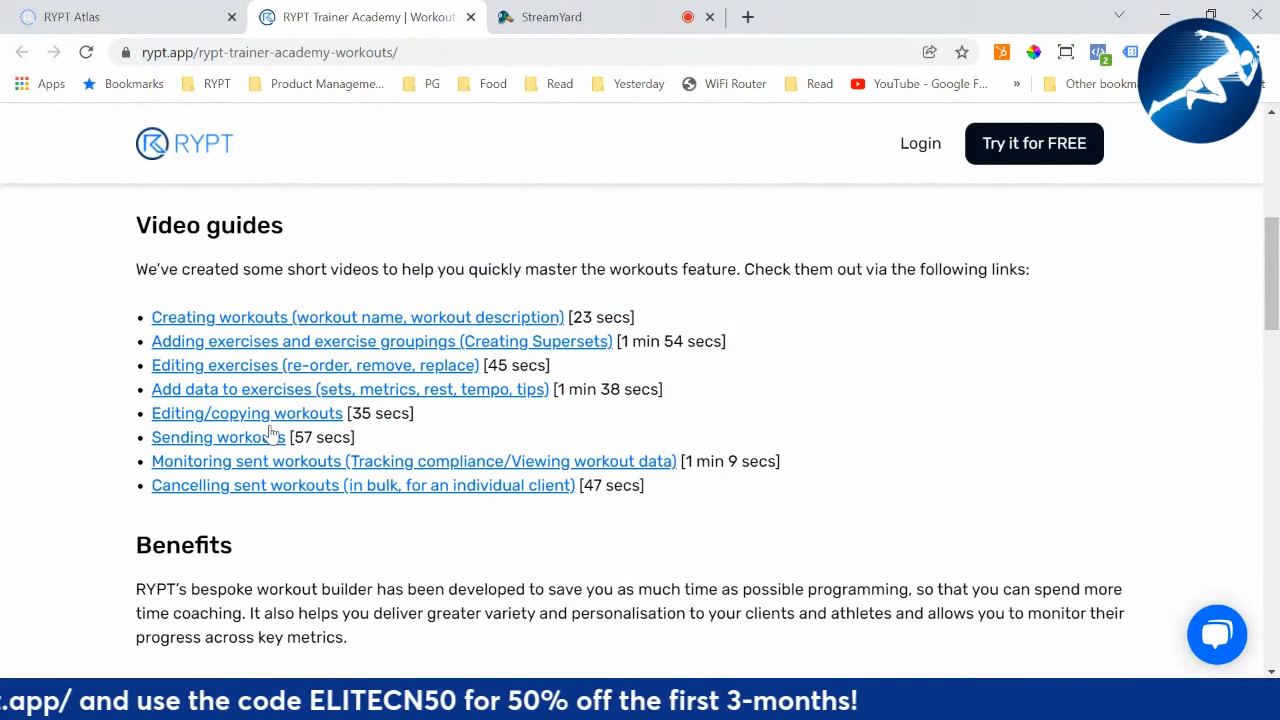 RYPT Atlas
RYPT Trainer Academy | Workout
StreamYard
rypt.app/rypt-trainer-academy-workouts/
2
Apps
Bookmarks
RYPT
Product Manageme...
PG
Food
Read
Yesterday
WiFi Router
Read
YouTube - Google F...
»
Other bookm
RYPT
Login
Try it for FREE
Video guides
We've created some short videos to help you quickly master the workouts feature. Check them out via the following links:
• Creating workouts (workout name, workout description) [23 secs]
• Adding exercises and exercise groupings (Creating Supersets) [1 min 54 secs]
• Editing exercises (re-order, remove, replace) [45 secs]
• Add data to exercises (sets, metrics, rest, tempo, tips) [1 min 38 secs]
• Editing/copying workouts [35 secs]
• Sending workouts [57 secs]
• Monitoring sent workouts (Tracking compliance/Viewing workout data) [1 min 9 secs]
• Cancelling sent workouts (in bulk, for an individual client) [47 secs]
Benefits
RYPT's bespoke workout builder has been developed to save you as much time as possible programming, so that you can spend more
time coaching. It also helps you deliver greater variety and personalisation to your clients and athletes and allows you to monitor their
progress across key metrics.
t.app/ and use the code ELITECN50 for 50% off the first 3-months!